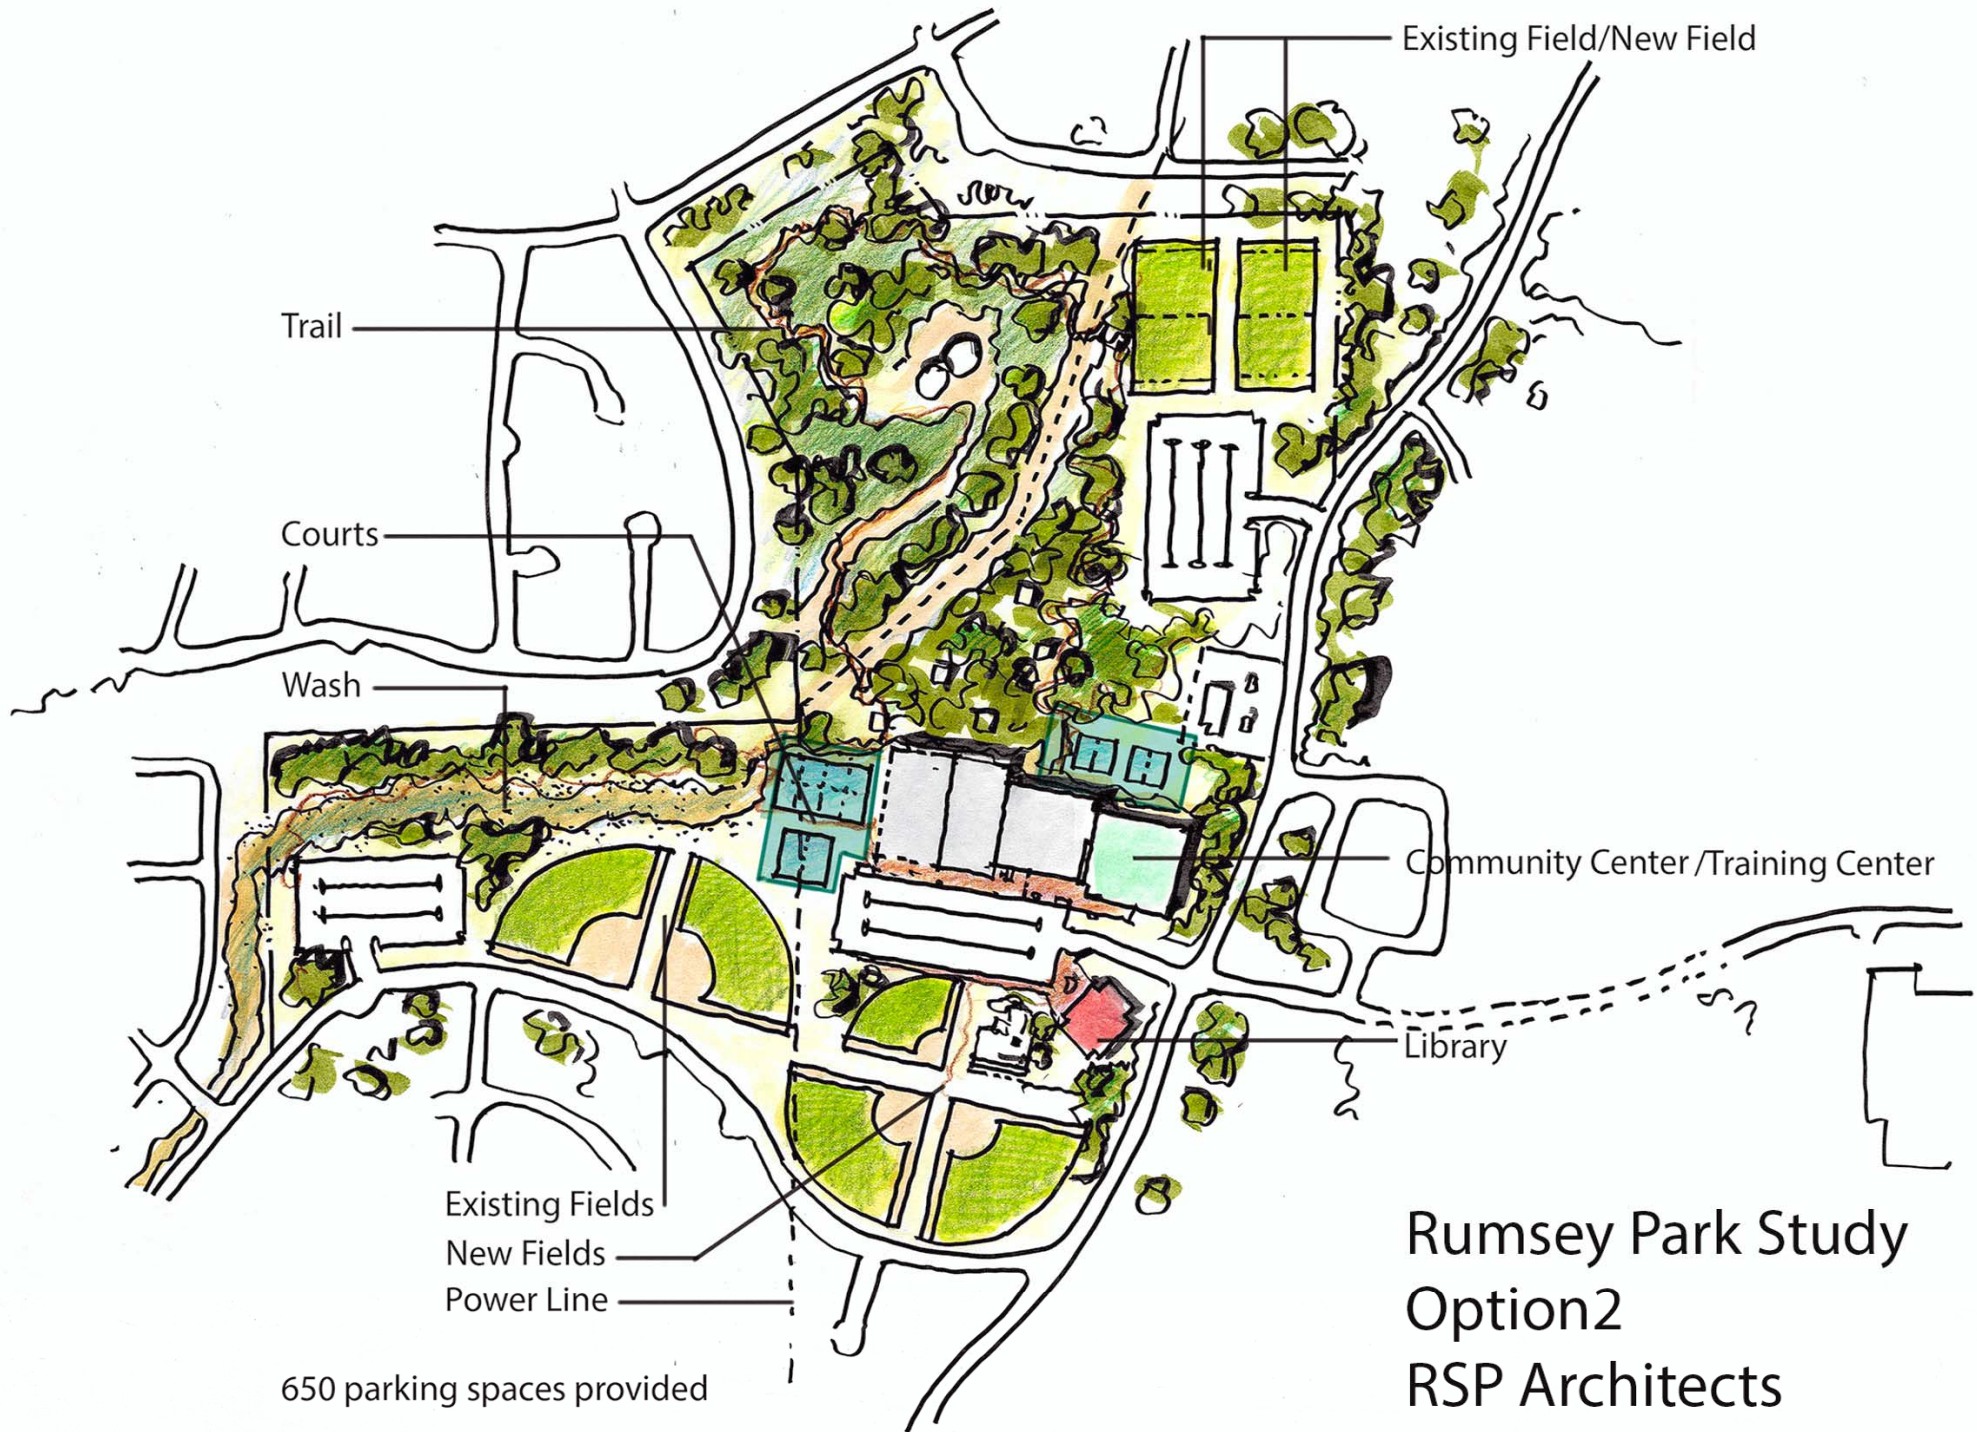 Existing Field/New Field
Trail
Courts
Wash
Community Center/Training Center
Library
Existing Fields
New Fields
Power Line
650 parking spaces provided
Rumsey Park Study
Option2
RSP Architects